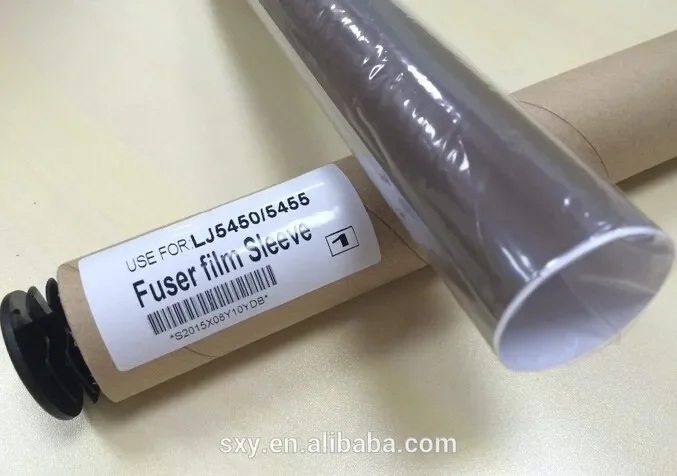 USE FOR:LJ5450/5455
Fuser film Sleeve
1
*S2015X08Y10YDB*
sxy.en.alibaba.com